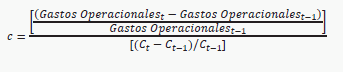 [(Gastos Operacionales_t − Gastos Operacionales_{t−1})]
c = Gastos Operacionales_{t−1}
[(C_t − C_{t−1})/C_{t−1}]